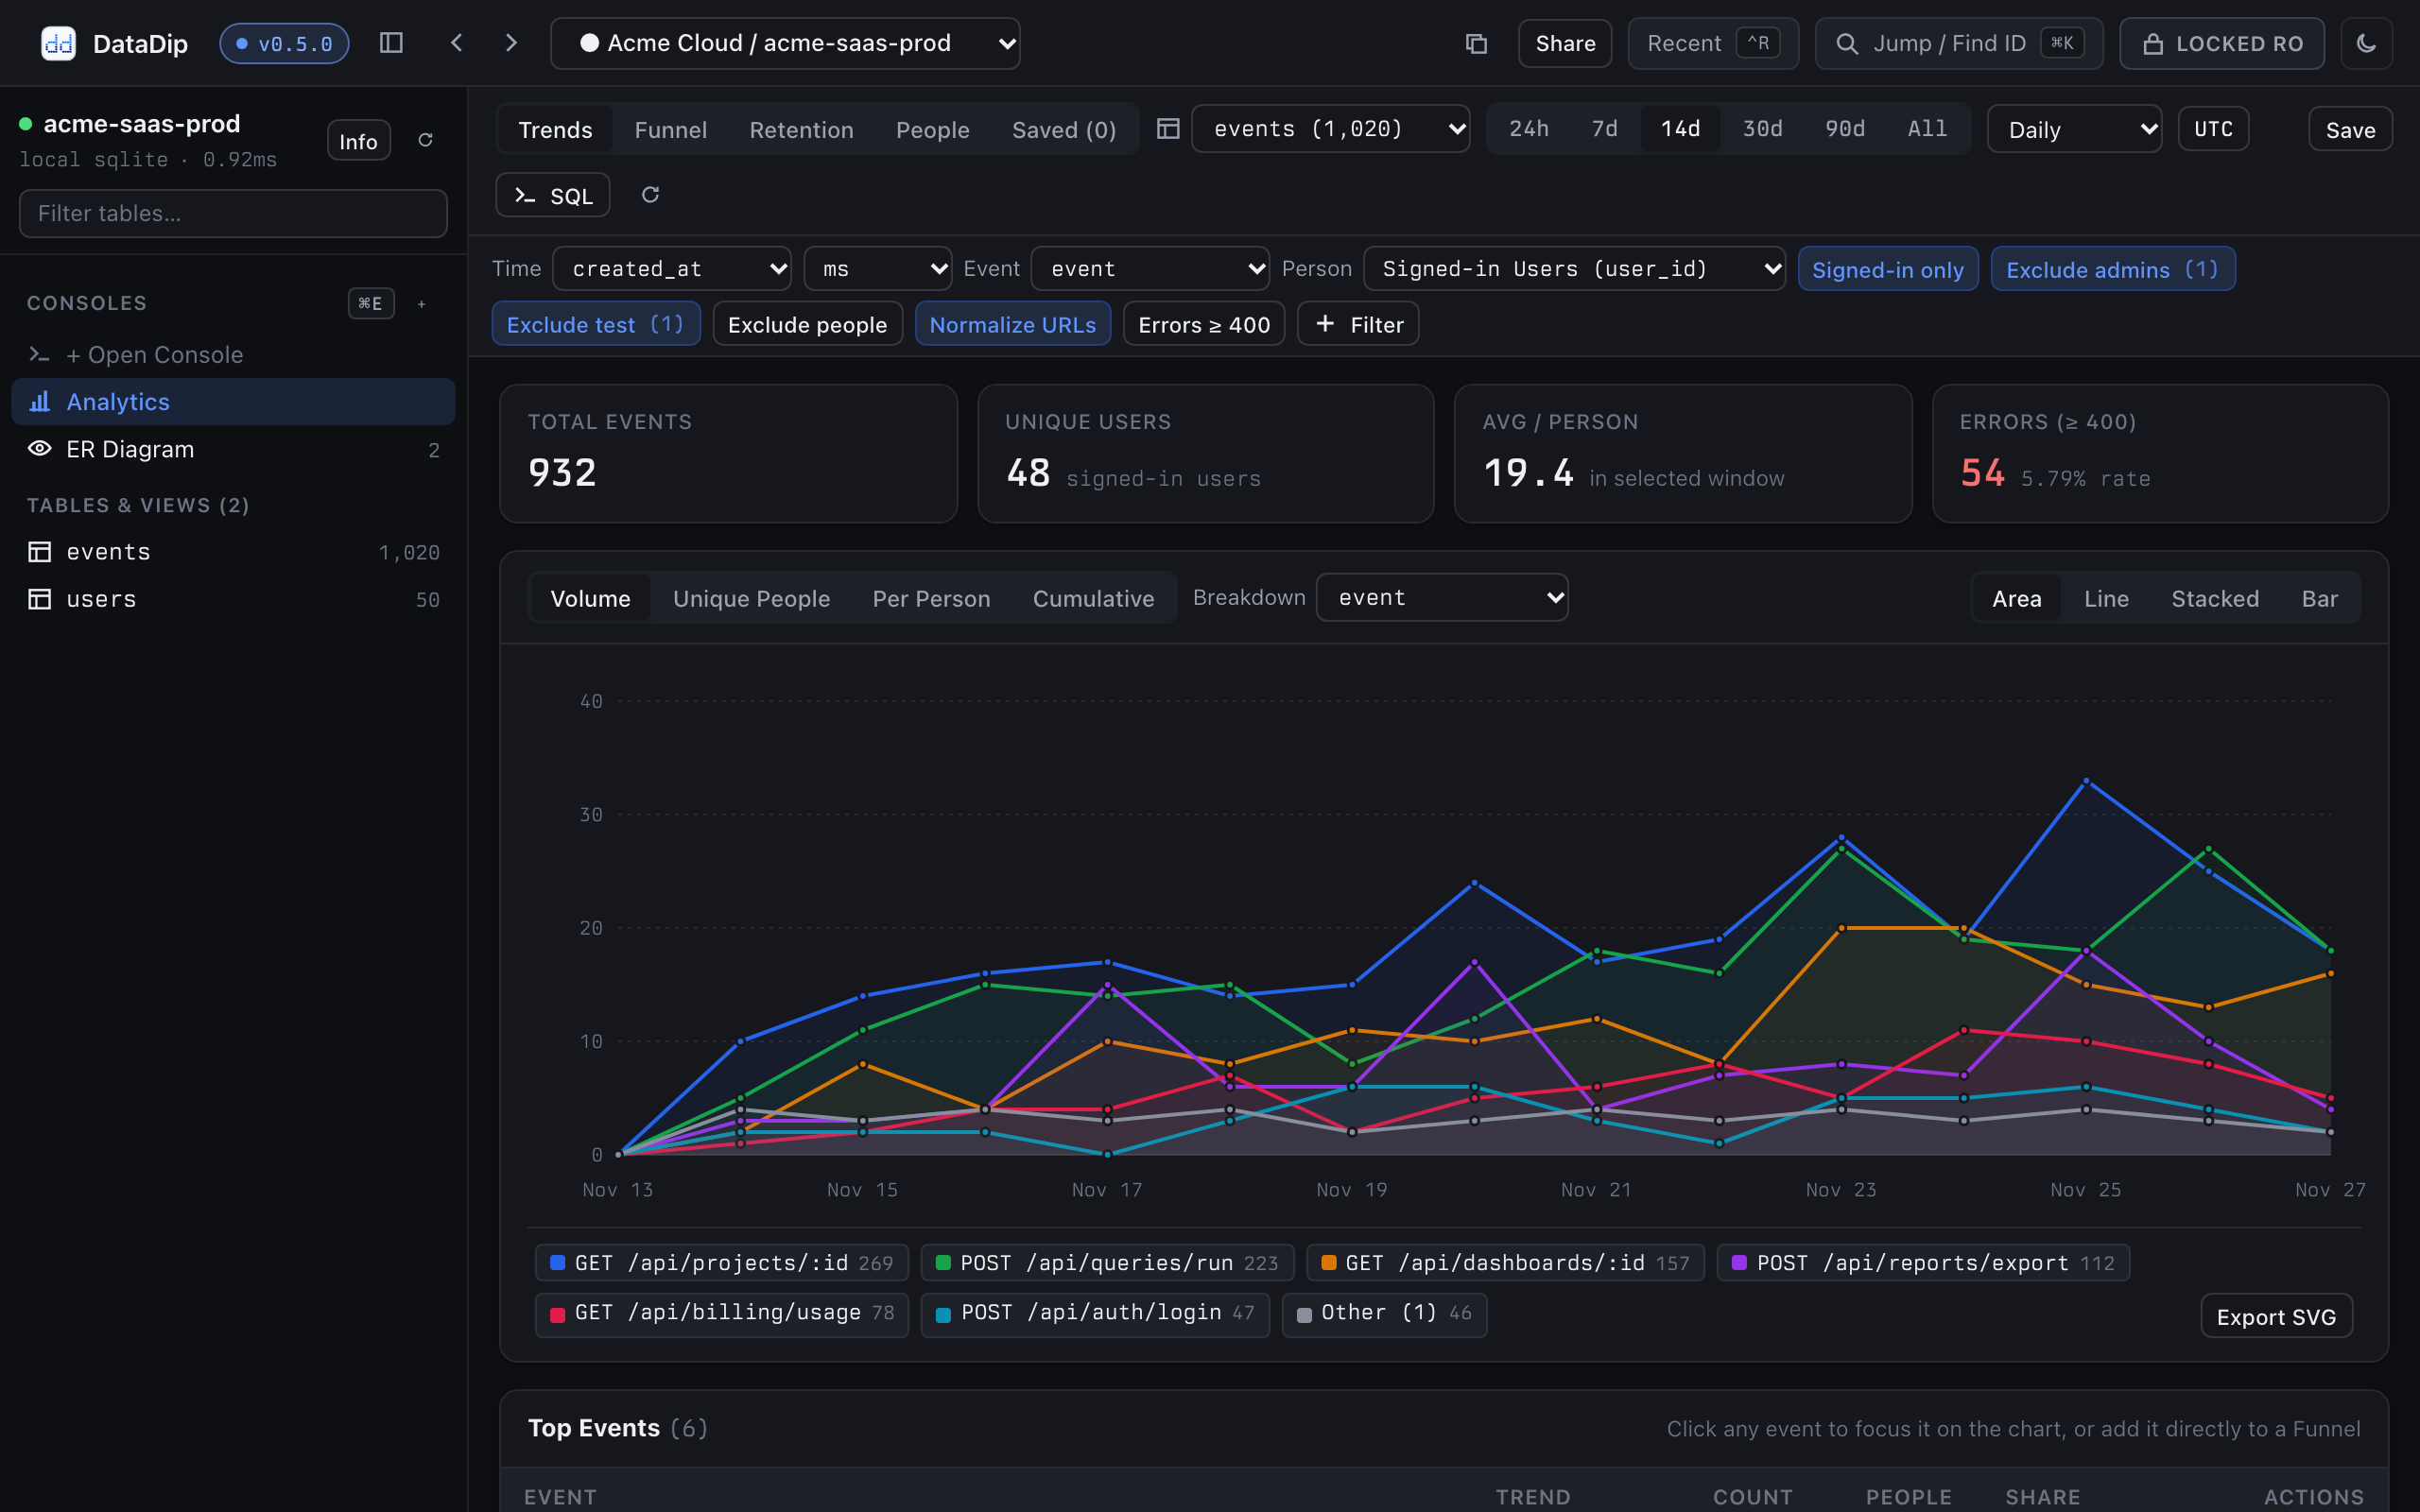 dd DataDip v0.5.0 Acme Cloud / acme-saas-prod Share Recent ^R Jump / Find ID ⌘K LOCKED RO
acme-saas-prod Info
local sqlite · 0.92ms
Filter tables...
CONSOLES ⌘E +
+ Open Console
Analytics
ER Diagram 2
TABLES & VIEWS (2)
events 1,020
users 50
Trends Funnel Retention People Saved (0) events (1,020) 24h 7d 14d 30d 90d All Daily UTC Save
SQL
Time created_at ms Event event Person Signed-in Users (user_id) Signed-in only Exclude admins (1)
Exclude test (1) Exclude people Normalize URLs Errors ≥ 400 + Filter
TOTAL EVENTS
932
UNIQUE USERS
48 signed-in users
AVG / PERSON
19.4 in selected window
ERRORS (≥ 400)
54 5.79% rate
Volume Unique People Per Person Cumulative Breakdown event Area Line Stacked Bar
40
30
20
10
0
Nov 13 Nov 15 Nov 17 Nov 19 Nov 21 Nov 23 Nov 25 Nov 27
GET /api/projects/:id 269 POST /api/queries/run 223 GET /api/dashboards/:id 157 POST /api/reports/export 112
GET /api/billing/usage 78 POST /api/auth/login 47 Other (1) 46 Export SVG
Top Events (6) Click any event to focus it on the chart, or add it directly to a Funnel
EVENT TREND COUNT PEOPLE SHARE ACTIONS